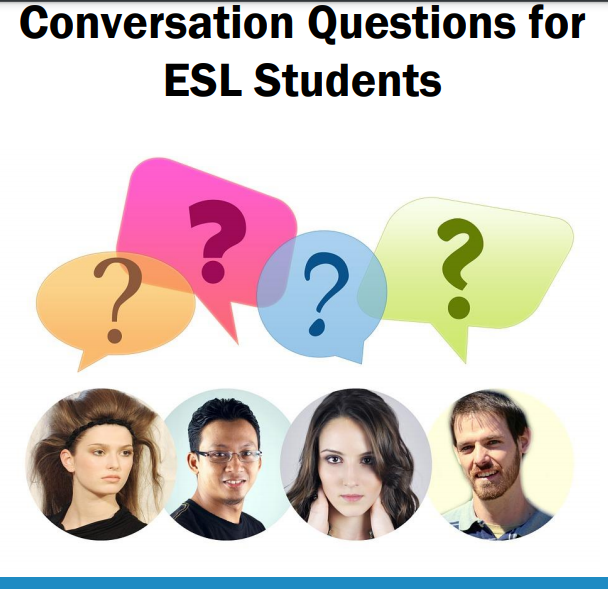 Conversation Questions for
ESL Students
? ? ? ?